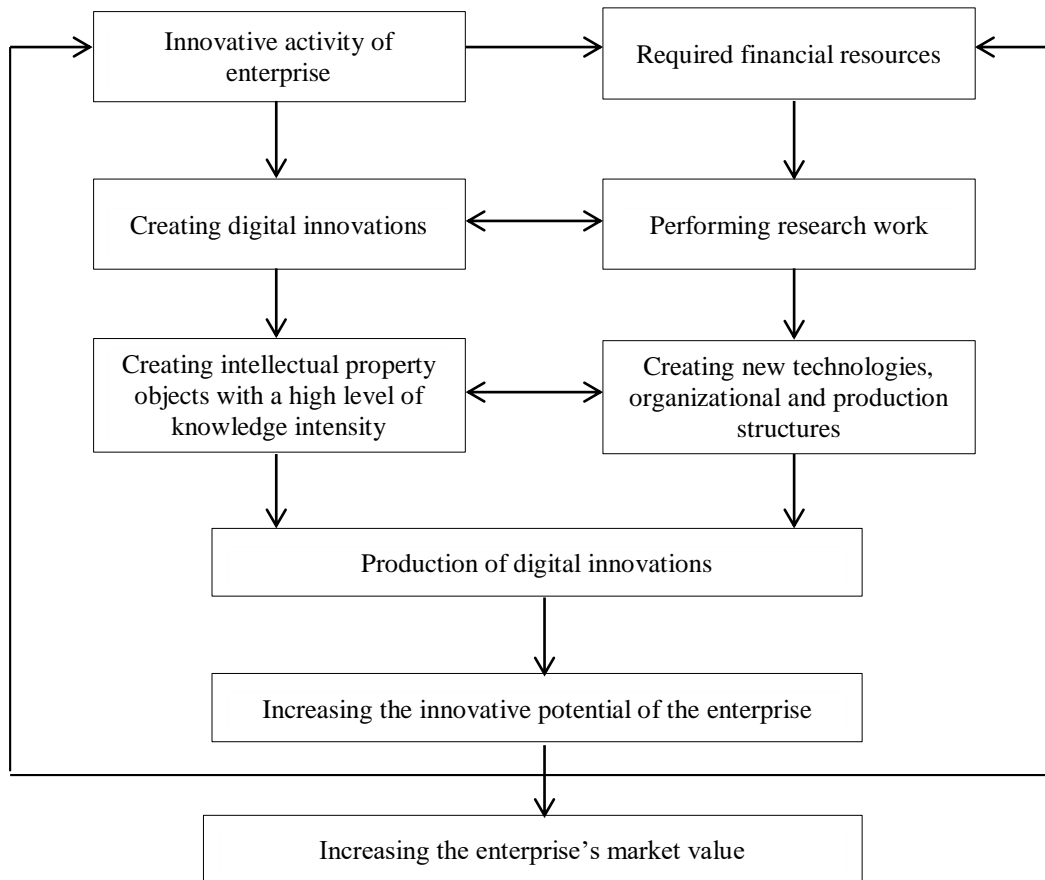 Innovative activity of
enterprise
Required financial resources
Creating digital innovations
Performing research work
Creating intellectual property
objects with a high level of
knowledge intensity
Creating new technologies,
organizational and production
structures
Production of digital innovations
Increasing the innovative potential of the enterprise
Increasing the enterprise’s market value